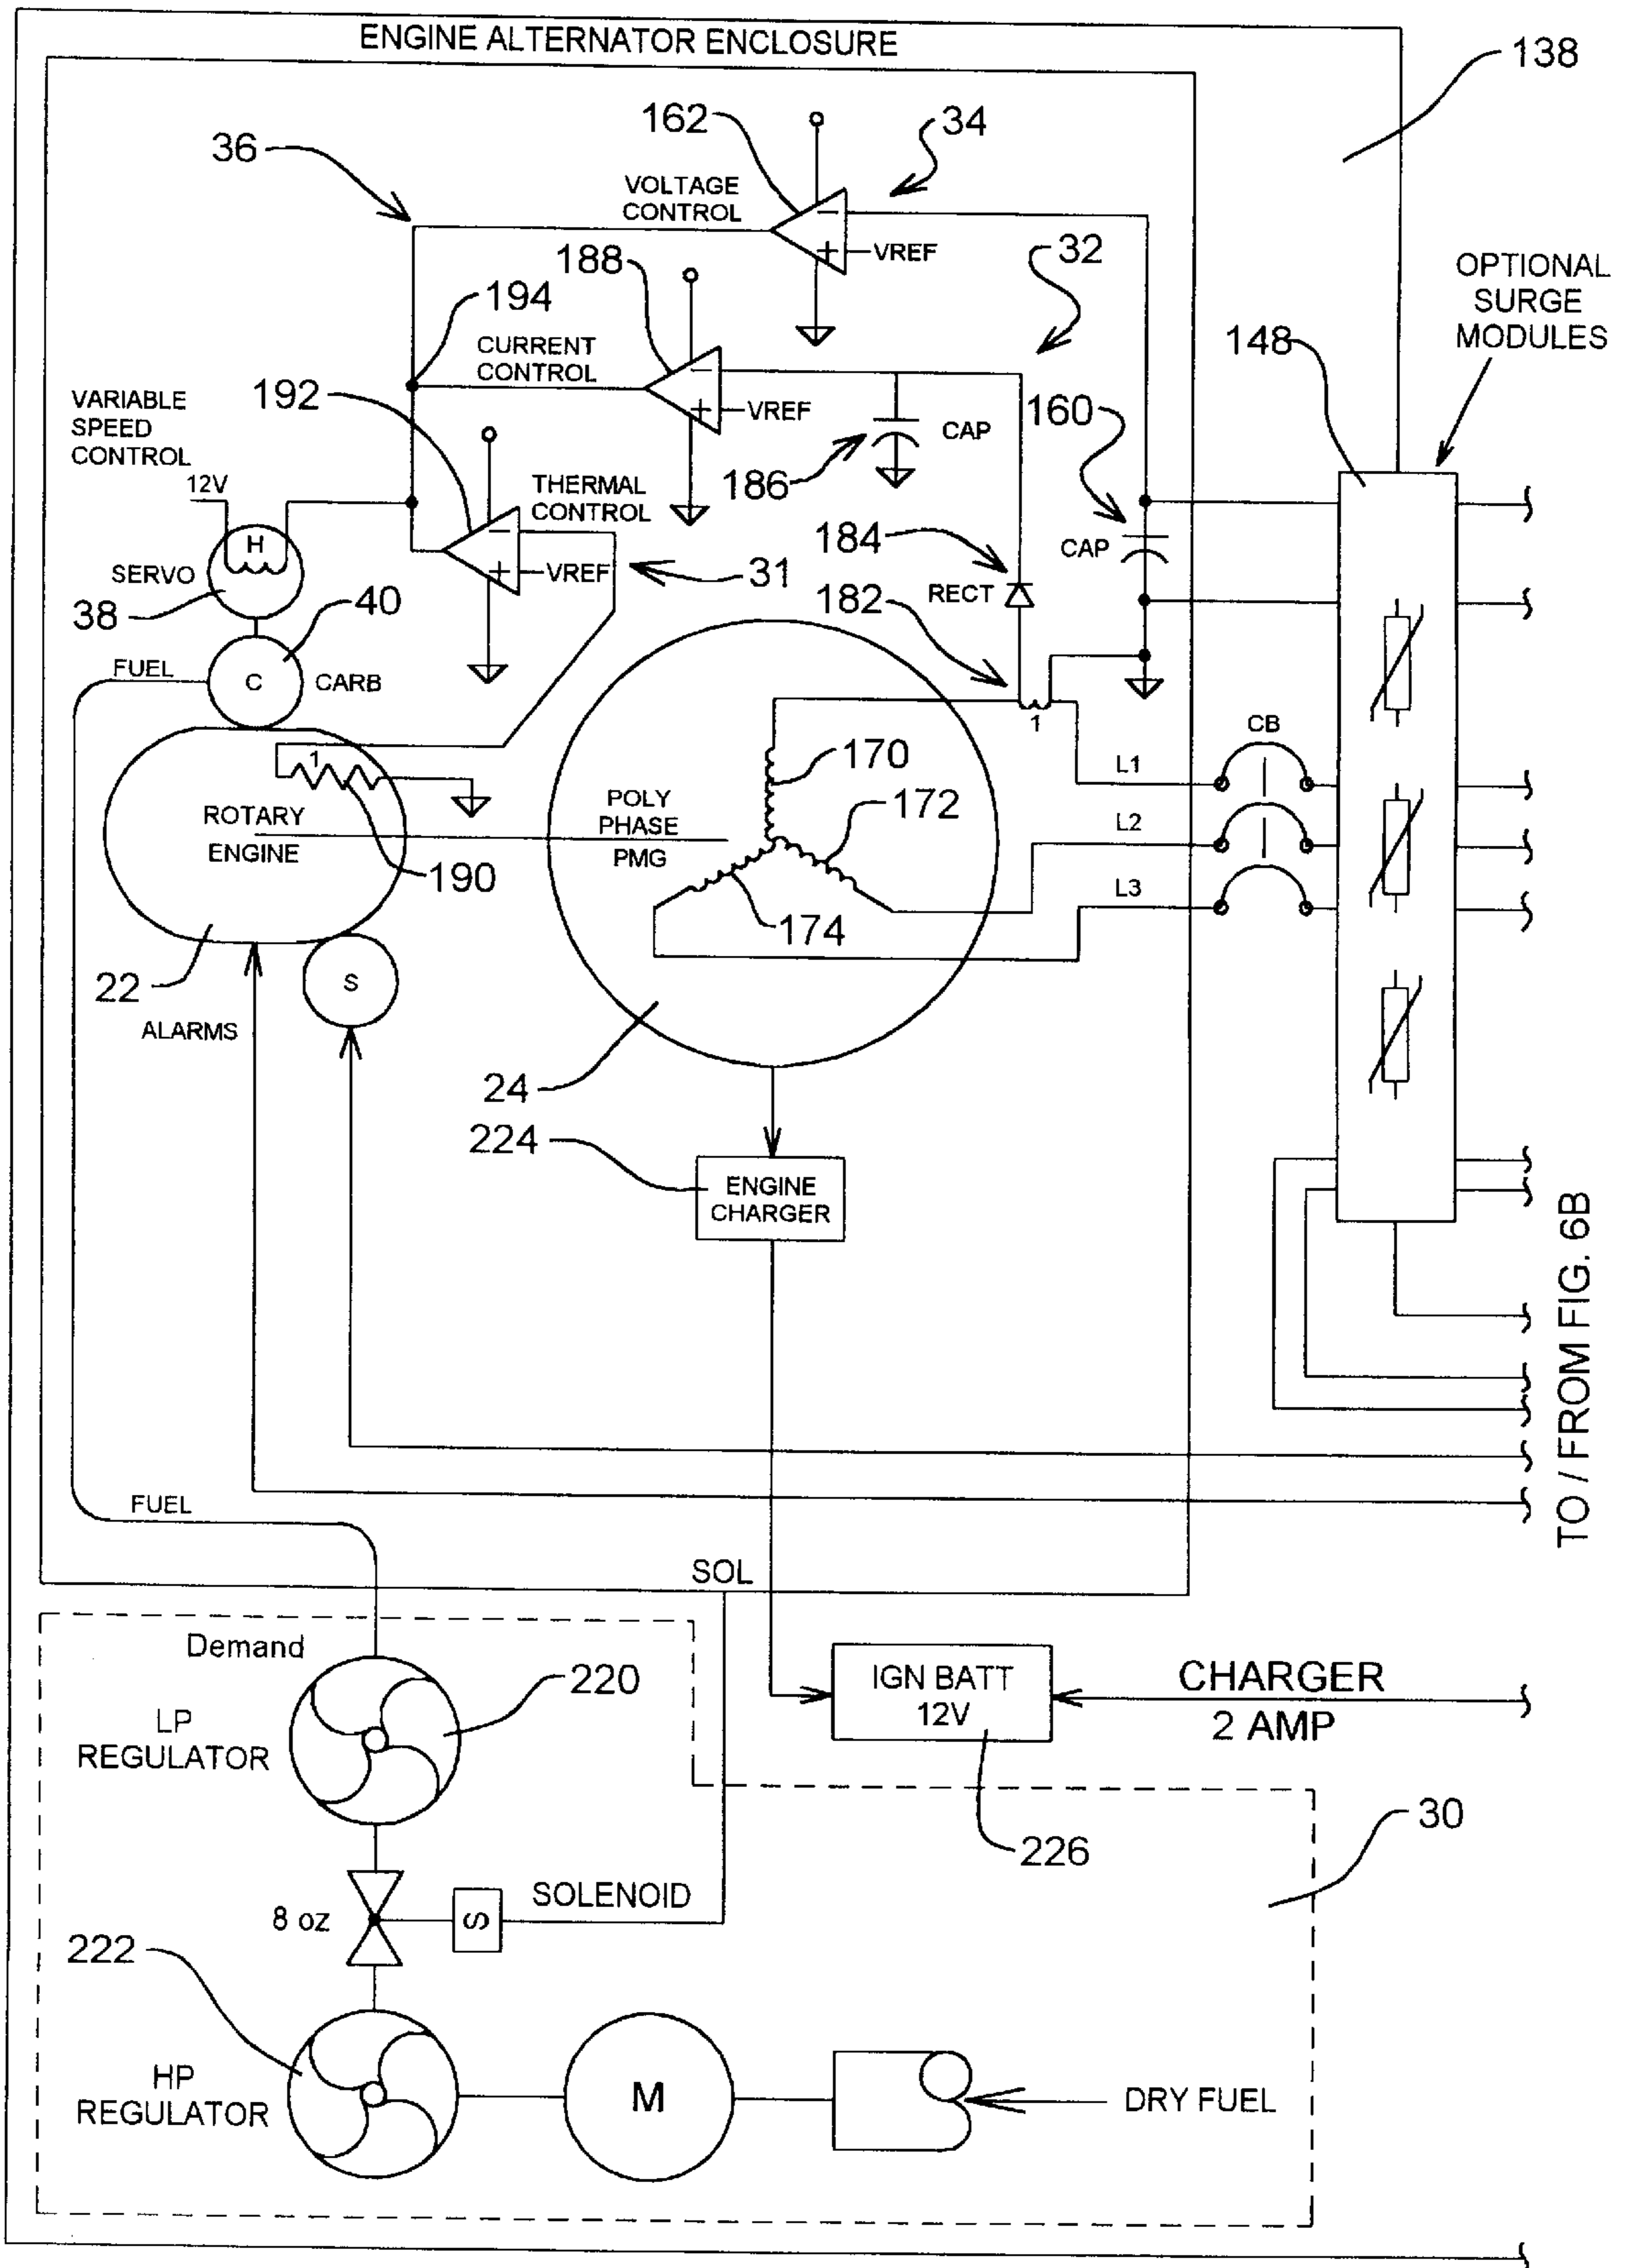 ENGINE ALTERNATOR ENCLOSURE
138
162
34
36
VOLTAGE
CONTROL
−
+
VREF
188
32
OPTIONAL
SURGE
MODULES
194
CURRENT
CONTROL
−
+
VREF
148
192
160
VARIABLE
SPEED
CONTROL
CAP
186
12V
THERMAL
CONTROL
−
+
VREF
184
CAP
H
SERVO
31
RECT
38
40
182
FUEL
C
CARB
1
CB
1
170
L1
POLY
PHASE
PMG
172
ROTARY
ENGINE
L2
190
L3
174
22
S
ALARMS
24
224
ENGINE
CHARGER
TO / FROM FIG. 6B
FUEL
SOL
Demand
220
IGN BATT
12V
CHARGER
2 AMP
LP
REGULATOR
30
226
SOLENOID
8 oz
S
222
HP
REGULATOR
M
DRY FUEL